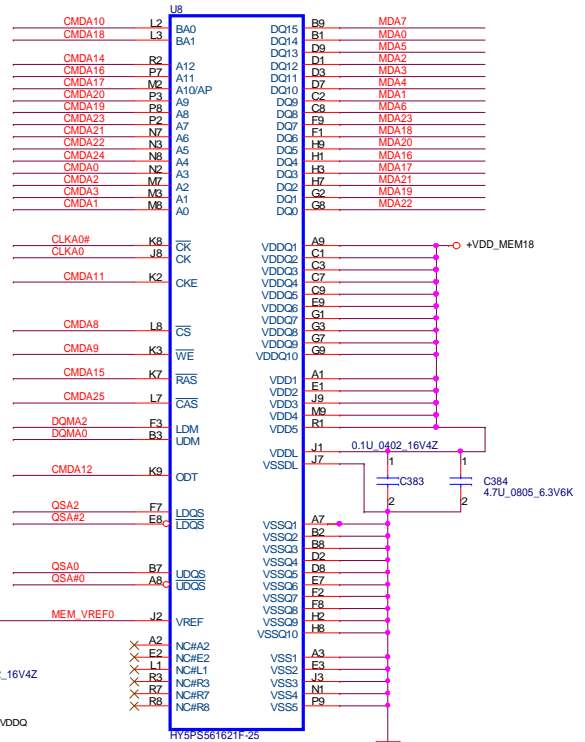 U8
CMDA10 L2 BA0 DQ15 B9 MDA7
CMDA18 L3 BA1 DQ14 B1 MDA0
DQ13 D9 MDA5
CMDA14 R2 A12 DQ12 D1 MDA2
CMDA16 P7 A11 DQ11 D3 MDA3
CMDA17 M2 A10/AP DQ10 D7 MDA4
CMDA20 P3 A9 DQ9 C2 MDA1
CMDA19 P8 A8 DQ8 C8 MDA6
CMDA23 P2 A7 DQ7 F9 MDA23
CMDA21 N7 A6 DQ6 F1 MDA18
CMDA22 N3 A5 DQ5 H9 MDA20
CMDA24 N8 A4 DQ4 H1 MDA16
CMDA0 N2 A3 DQ3 H3 MDA17
CMDA2 M7 A2 DQ2 H7 MDA21
CMDA3 M3 A1 DQ1 G2 MDA19
CMDA1 M8 A0 DQ0 G8 MDA22
CLKA0# K8 CK VDDQ1 A9 +VDD_MEM18
CLKA0 J8 CK VDDQ2 C1
VDDQ3 C3
CMDA11 K2 CKE VDDQ4 C7
VDDQ5 C9
VDDQ6 E9
VDDQ7 G1
CMDA8 L8 CS VDDQ8 G3
VDDQ9 G7
CMDA9 K3 WE VDDQ10 G9
CMDA15 K7 RAS VDD1 A1
VDD2 E1
CMDA25 L7 CAS VDD3 J9
VDD4 M9
DQMA2 F3 LDM VDD5 R1
DQMA0 B3 UDM
VDDL J1 0.1U_0402_16V4Z
VSSDL J7
CMDA12 K9 ODT
1 1
C383 C384
4.7U_0805_6.3V6K
2 2
QSA2 F7 LDQS
QSA#2 E8 LDQS VSSQ1 A7
VSSQ2 B2
VSSQ3 B8
VSSQ4 D2
QSA0 B7 UDQS VSSQ5 D8
QSA#0 A8 UDQS VSSQ6 E7
VSSQ7 F2
VSSQ8 F8
MEM_VREF0 J2 VREF VSSQ9 H2
VSSQ10 H8
A2 NC#A2
E2 NC#E2 VSS1 A3
L1 NC#L1 VSS2 E3
R3 NC#R3 VSS3 J3
R7 NC#R7 VSS4 N1
R8 NC#R8 VSS5 P9
_16V4Z
VDDQ
HY5PS561621F-25